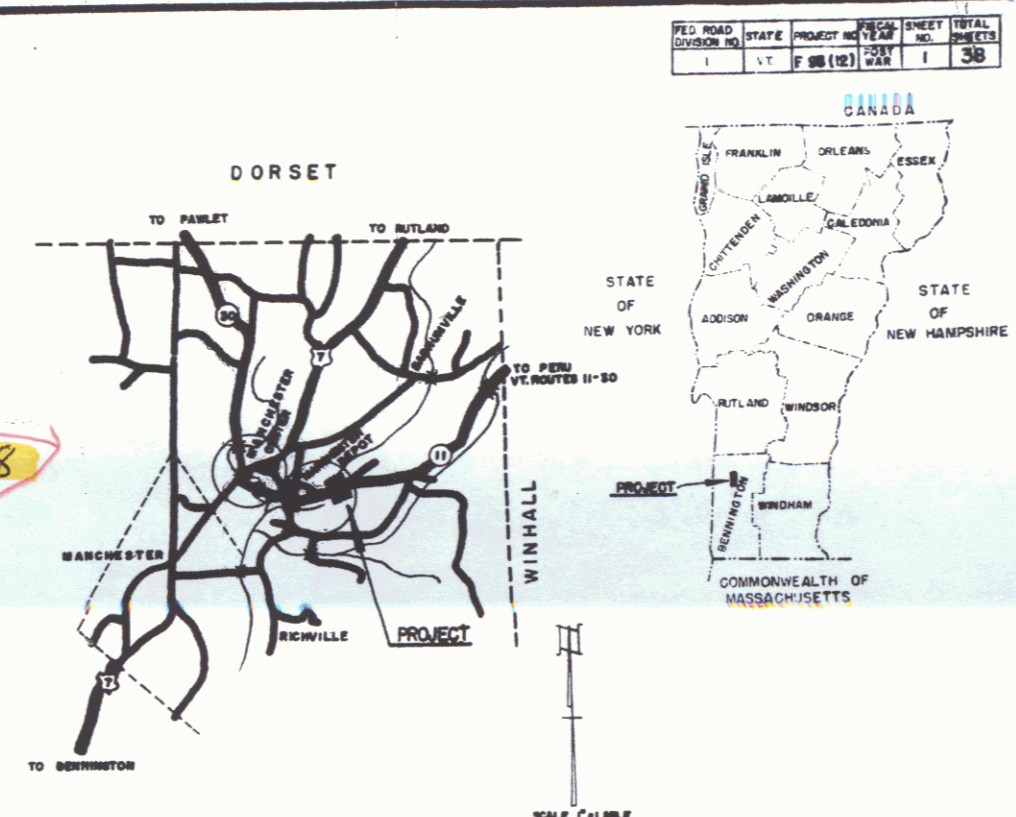 FED. ROAD DIVISION NO.
STATE
PROJECT NO
FISCAL YEAR
SHEET NO.
TOTAL SHEETS
1
VT.
F 98 (12)
POST WAR
1
38
CANADA
GRAND ISLE
FRANKLIN
ORLEANS
ESSEX
LAMOILLE
CALEDONIA
CHITTENDEN
WASHINGTON
STATE
OF
NEW YORK
ADDISON
ORANGE
STATE
OF
NEW HAMPSHIRE
RUTLAND
WINDSOR
PROJECT
BENNINGTON
WINDHAM
COMMONWEALTH OF
MASSACHUSETTS
DORSET
TO PAWLET
TO RUTLAND
30
7
BARNUMVILLE
TO PERU
VT. ROUTES 11-30
MANCHESTER
CENTER
MANCHESTER
DEPOT
11
8
WINHALL
MANCHESTER
RICHVILLE
PROJECT
7
TO BENNINGTON